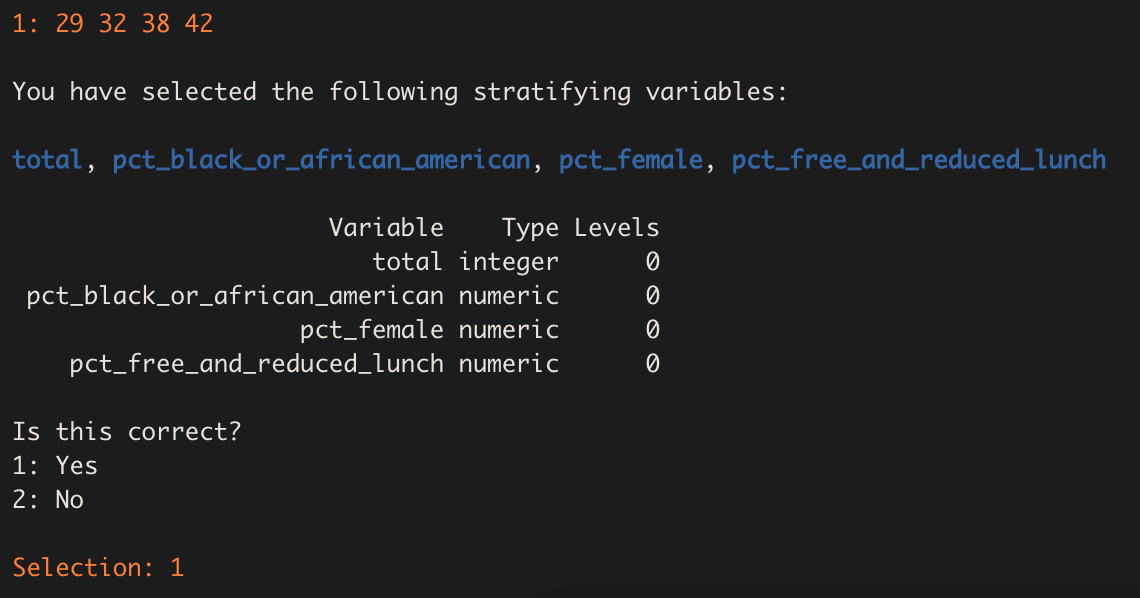 1: 29 32 38 42
You have selected the following stratifying variables:
total, pct_black_or_african_american, pct_female, pct_free_and_reduced_lunch
Variable    Type Levels
total integer      0
pct_black_or_african_american numeric      0
pct_female numeric      0
pct_free_and_reduced_lunch numeric      0
Is this correct?
1: Yes
2: No
Selection: 1